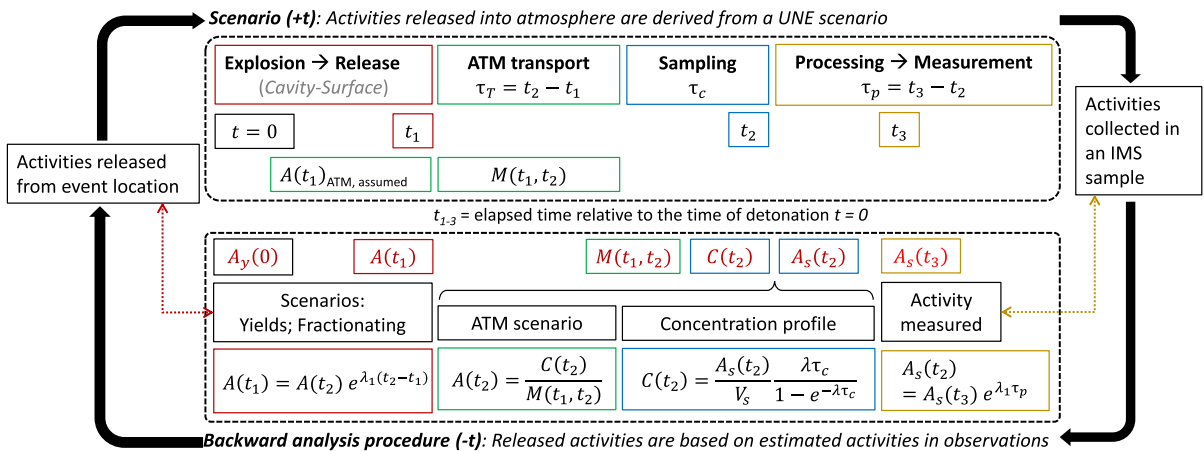 Scenario (+t): Activities released into atmosphere are derived from a UNE scenario
Explosion → Release
(Cavity-Surface)
ATM transport
τ_T = t_2 − t_1
Sampling
τ_c
Processing → Measurement
τ_p = t_3 − t_2
t = 0
t_1
t_2
t_3
A(t_1)_ATM, assumed
M(t_1, t_2)
Activities released
from event location
Activities
collected in
an IMS
sample
t_1-3 = elapsed time relative to the time of detonation t = 0
A_y(0)
A(t_1)
M(t_1, t_2)
C(t_2)
A_s(t_2)
A_s(t_3)
Scenarios:
Yields; Fractionating
ATM scenario
Concentration profile
Activity
measured
A(t_1) = A(t_2) e^{λ_1(t_2−t_1)}
A(t_2) = \frac{C(t_2)}{M(t_1, t_2)}
C(t_2) = \frac{A_s(t_2)}{V_s} \frac{λτ_c}{1 − e^{−λτ_c}}
A_s(t_2)
= A_s(t_3) e^{λ_1τ_p}
Backward analysis procedure (-t): Released activities are based on estimated activities in observations